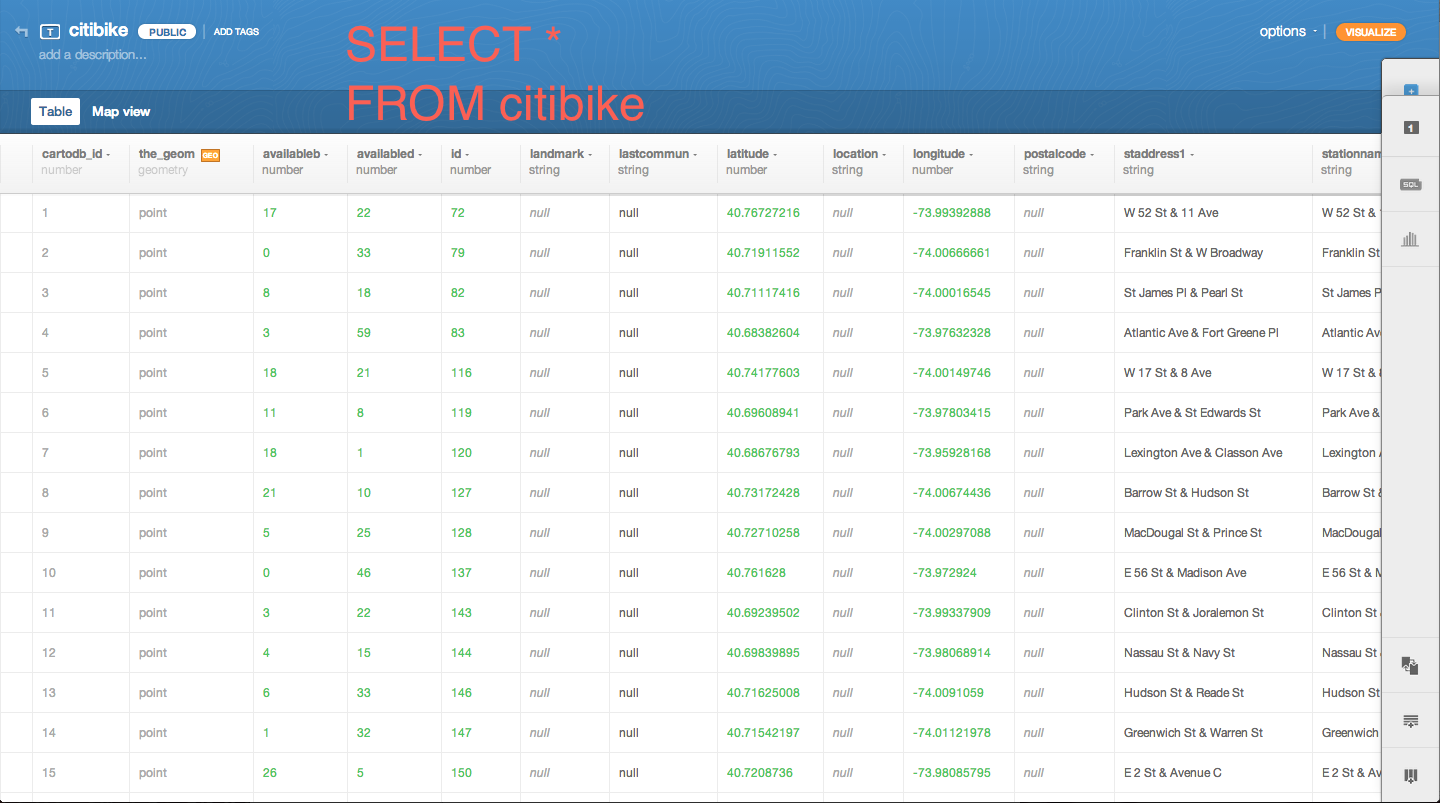 citibike PUBLIC ADD TAGS
add a description...
SELECT *
FROM citibike
options VISUALIZE
Table Map view
cartodb_id the_geom GEO availableb availabled id landmark lastcommun latitude location longitude postalcode staddress1 stationnam
number geometry number number number string string number string number string string string
1 point 17 22 72 null null 40.76727216 null -73.99392888 null W 52 St & 11 Ave W 52 St &
2 point 0 33 79 null null 40.71911552 null -74.00666661 null Franklin St & W Broadway Franklin St
3 point 8 18 82 null null 40.71117416 null -74.00016545 null St James Pl & Pearl St St James P
4 point 3 59 83 null null 40.68382604 null -73.97632328 null Atlantic Ave & Fort Greene Pl Atlantic Av
5 point 18 21 116 null null 40.74177603 null -74.00149746 null W 17 St & 8 Ave W 17 St &
6 point 11 8 119 null null 40.69608941 null -73.97803415 null Park Ave & St Edwards St Park Ave &
7 point 18 1 120 null null 40.68676793 null -73.95928168 null Lexington Ave & Classon Ave Lexington
8 point 21 10 127 null null 40.73172428 null -74.00674436 null Barrow St & Hudson St Barrow St &
9 point 5 25 128 null null 40.72710258 null -74.00297088 null MacDougal St & Prince St MacDougal
10 point 0 46 137 null null 40.761628 null -73.972924 null E 56 St & Madison Ave E 56 St & M
11 point 3 22 143 null null 40.69239502 null -73.99337909 null Clinton St & Joralemon St Clinton St
12 point 4 15 144 null null 40.69839895 null -73.98068914 null Nassau St & Navy St Nassau St
13 point 6 33 146 null null 40.71625008 null -74.0091059 null Hudson St & Reade St Hudson St
14 point 1 32 147 null null 40.71542197 null -74.01121978 null Greenwich St & Warren St Greenwich
15 point 26 5 150 null null 40.7208736 null -73.98085795 null E 2 St & Avenue C E 2 St & Av
1
SQL